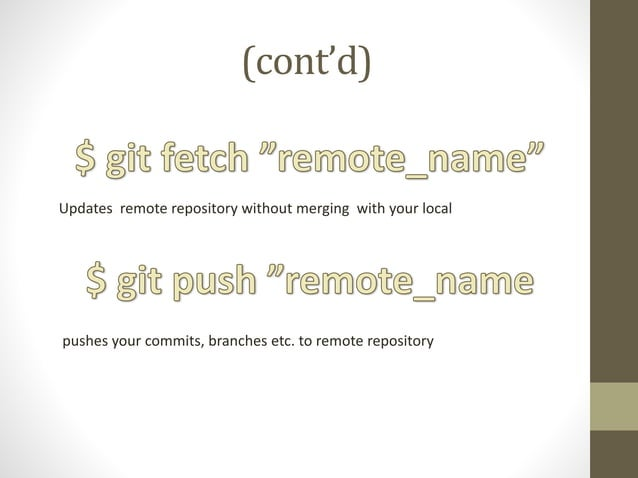 (cont’d)
$ git fetch ”remote_name”
Updates  remote repository without merging  with your local
$ git push ”remote_name
pushes your commits, branches etc. to remote repository